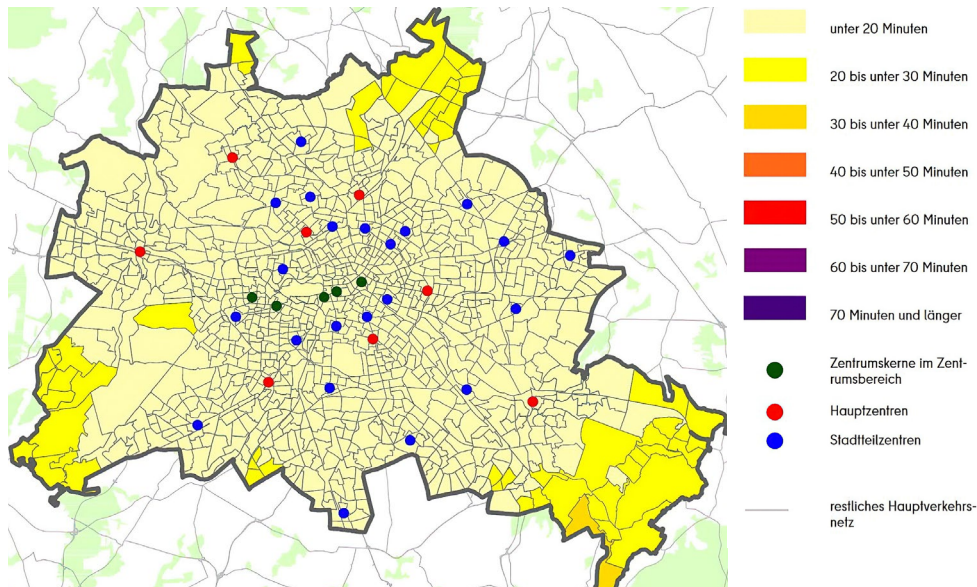 unter 20 Minuten
20 bis unter 30 Minuten
30 bis unter 40 Minuten
40 bis unter 50 Minuten
50 bis unter 60 Minuten
60 bis unter 70 Minuten
70 Minuten und länger
Zentrumskerne im Zent-
rumsbereich
Hauptzentren
Stadtteilzentren
restliches Hauptverkehrs-
netz